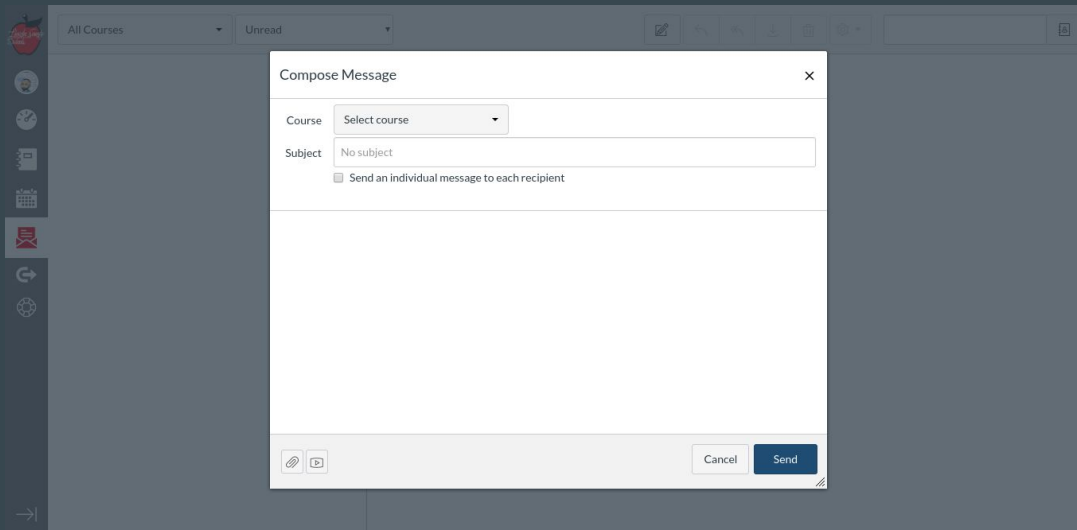 All Courses
Unread
Compose Message
Course
Select course
Subject
No subject
Send an individual message to each recipient
Cancel
Send